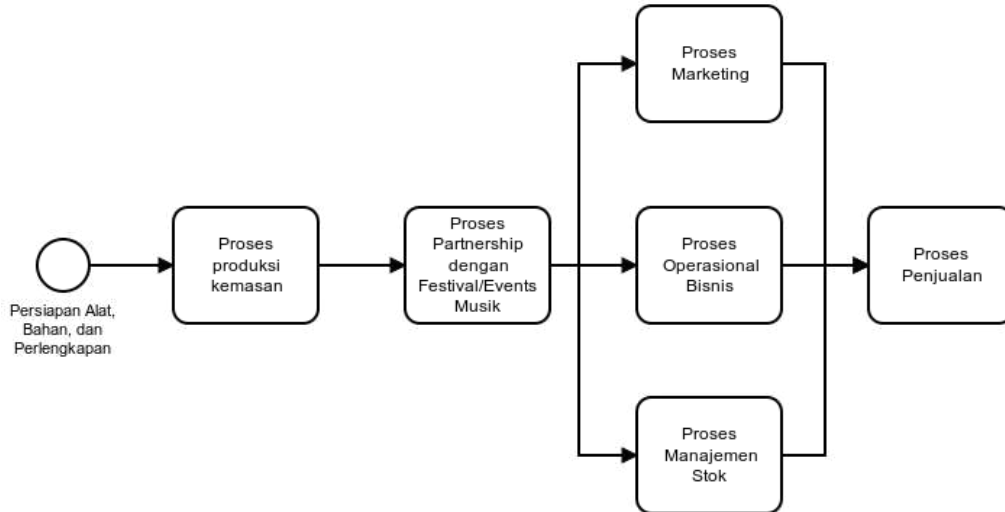 Persiapan Alat,
Bahan, dan
Perlengkapan
Proses
produksi
kemasan
Proses
Partnership
dengan
Festival/Events
Musik
Proses
Marketing
Proses
Operasional
Bisnis
Proses
Manajemen
Stok
Proses
Penjualan